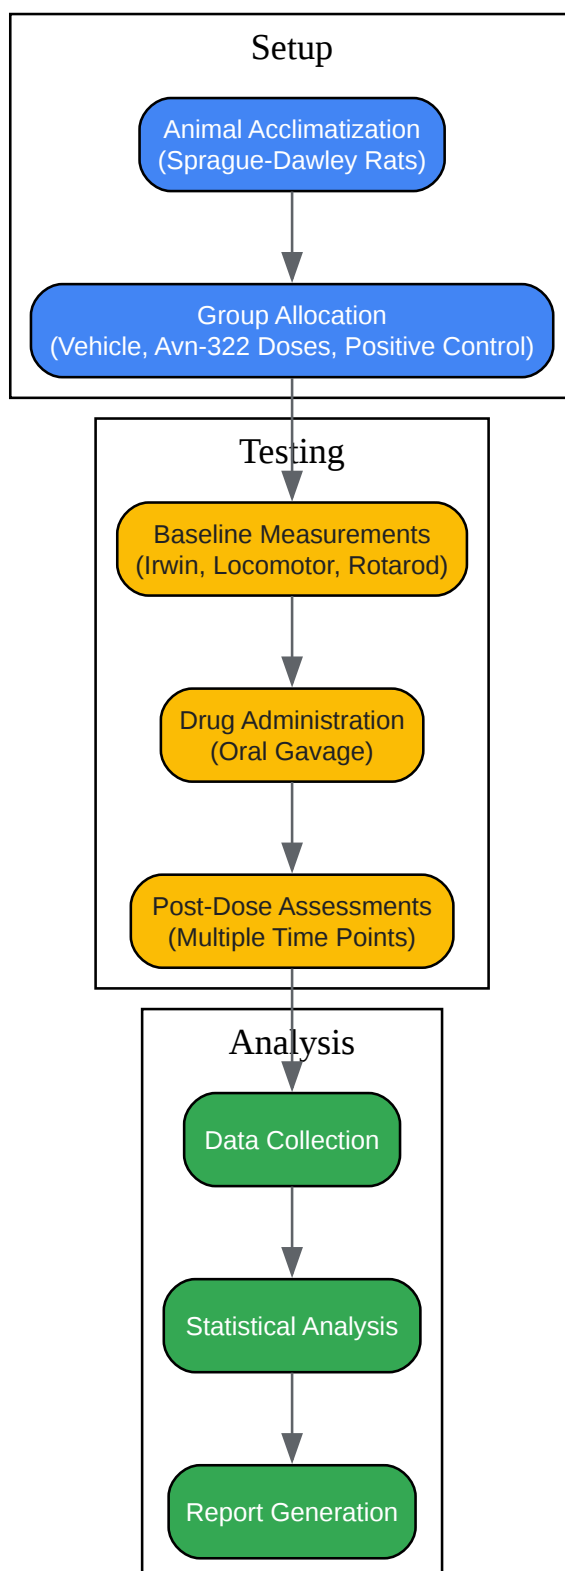 Setup
Animal Acclimatization
(Sprague-Dawley Rats)
Group Allocation
(Vehicle, Avn-322 Doses, Positive Control)
Testing
Baseline Measurements
(Irwin, Locomotor, Rotarod)
Drug Administration
(Oral Gavage)
Post-Dose Assessments
(Multiple Time Points)
Analysis
Data Collection
Statistical Analysis
Report Generation